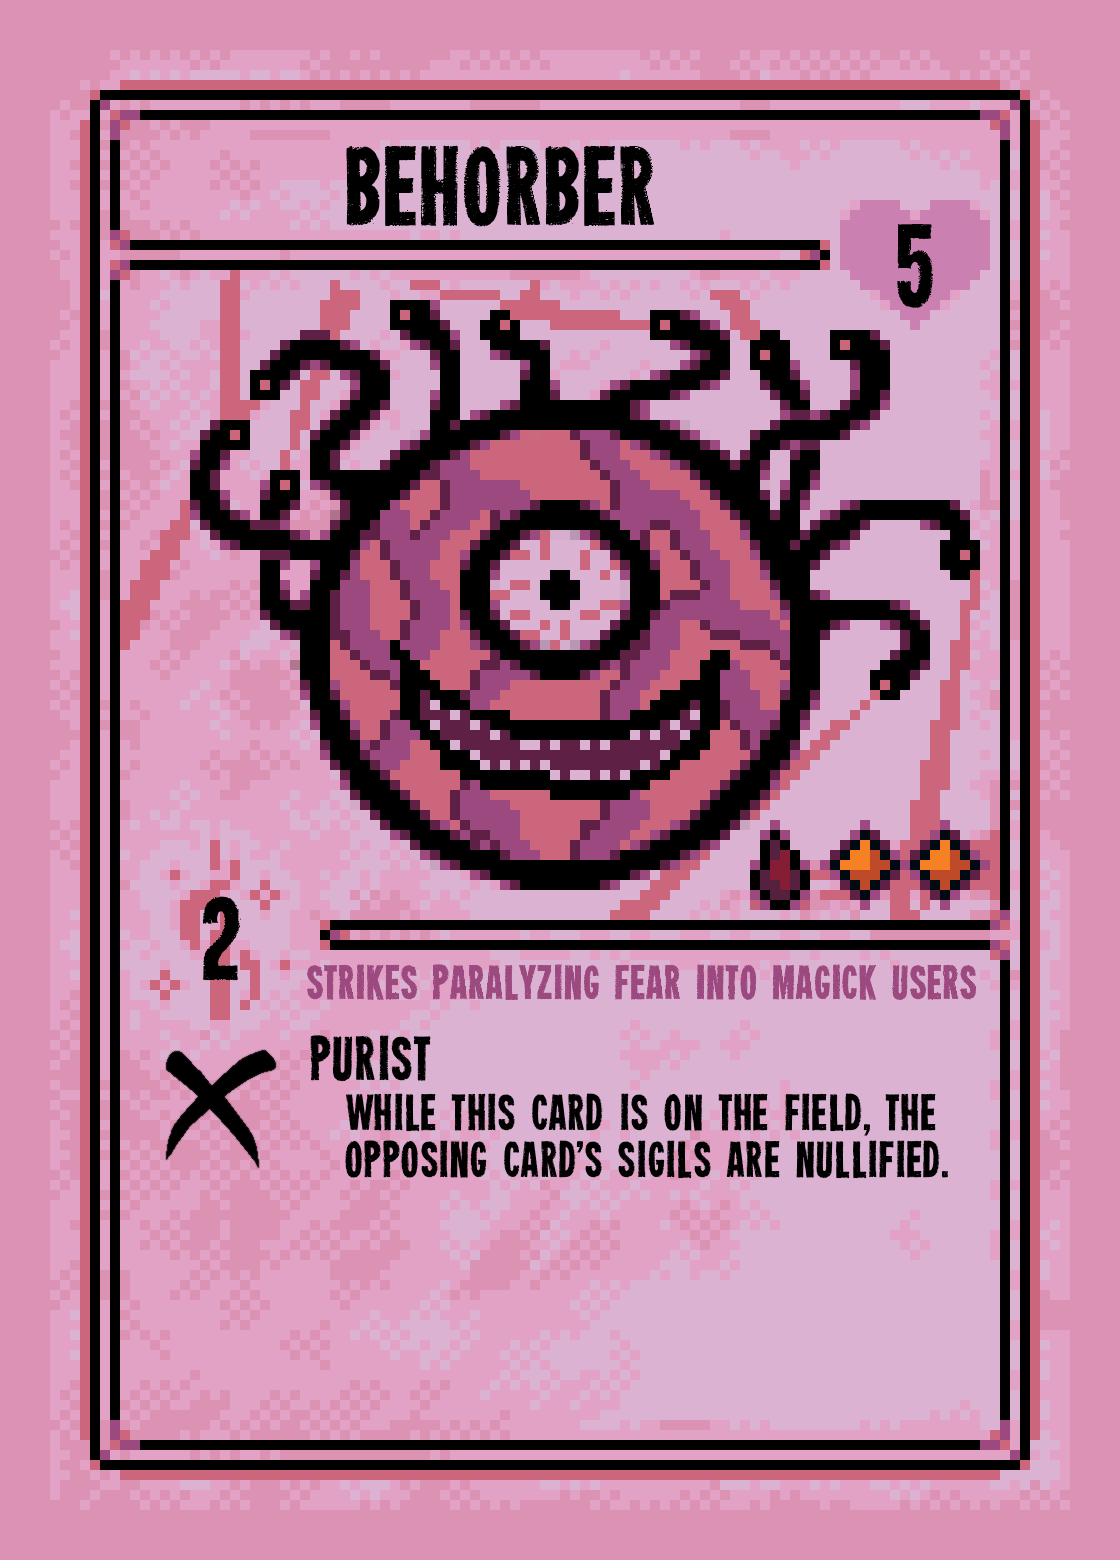 BEHORBER
5
2
STRIKES PARALYZING FEAR INTO MAGICK USERS
PURIST
WHILE THIS CARD IS ON THE FIELD, THE
OPPOSING CARD'S SIGILS ARE NULLIFIED.